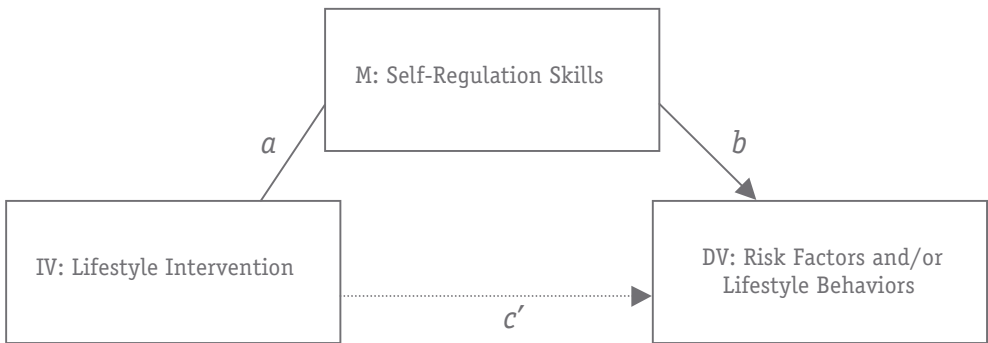 M: Self-Regulation Skills
a
b
IV: Lifestyle Intervention
DV: Risk Factors and/or
Lifestyle Behaviors
c′